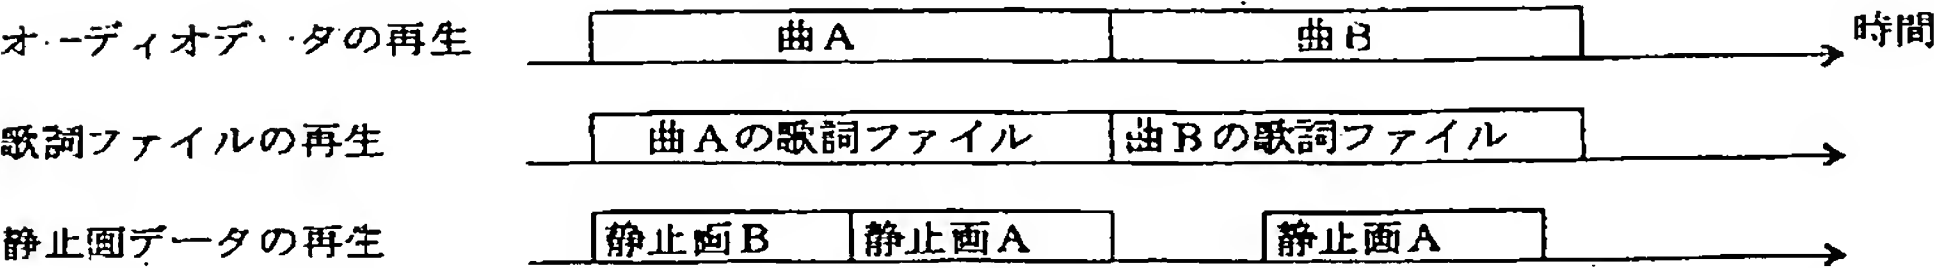 オーディオデータの再生 曲A 曲B 時間
歌詞ファイルの再生 曲Aの歌詞ファイル 曲Bの歌詞ファイル
静止画データの再生 静止画B 静止画A 静止画A